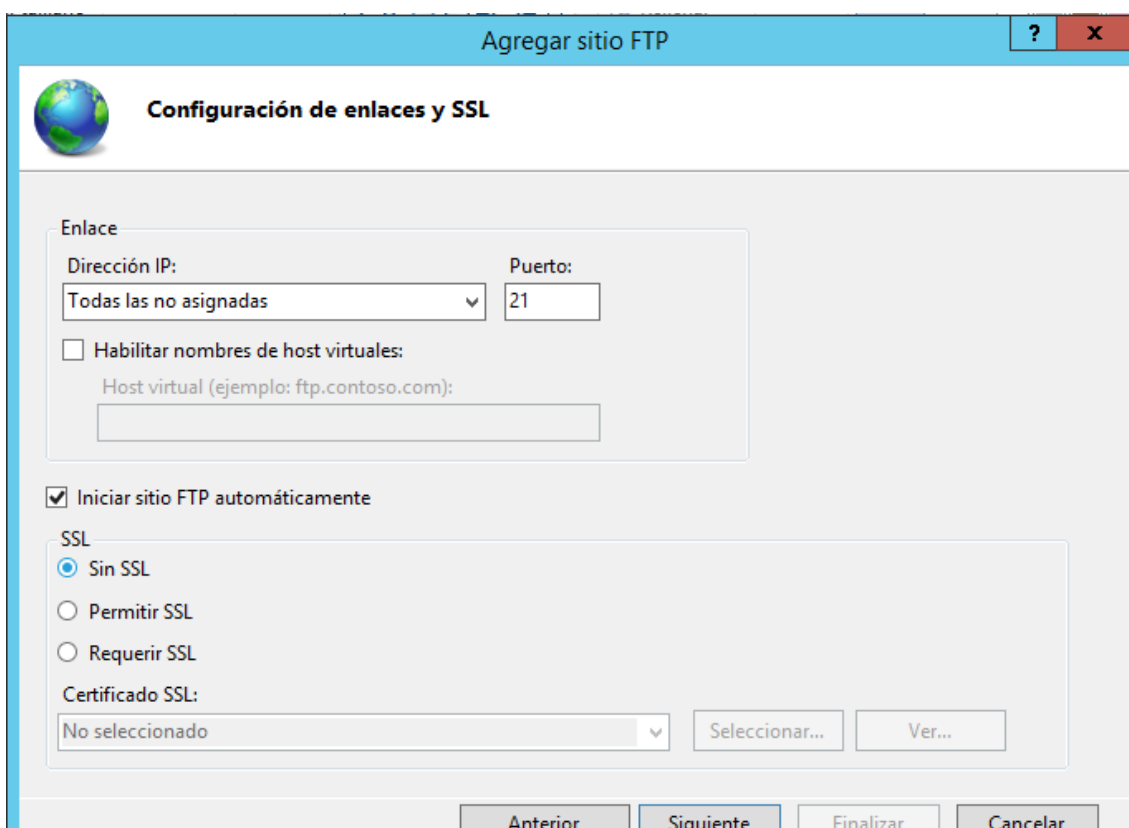 Agregar sitio FTP
? x
Configuración de enlaces y SSL
Enlace
Dirección IP: Puerto:
Todas las no asignadas 21
Habilitar nombres de host virtuales:
Host virtual (ejemplo: ftp.contoso.com):
Iniciar sitio FTP automáticamente
SSL
Sin SSL
Permitir SSL
Requerir SSL
Certificado SSL:
No seleccionado Seleccionar... Ver...
Anterior Siguiente Finalizar Cancelar